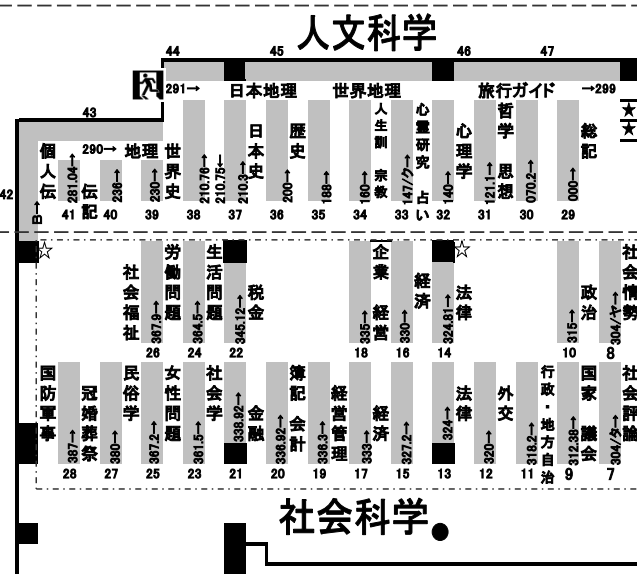 人文科学
44
45
46
47
291→
日本地理
世界地理
旅行ガイド
→299
★
★
43
42
290→
地理
個人伝
B→
281.04→
伝記
236→
230→
世界史
210.76→
210.75←
210.3→
日本史
200→
歴史
188→
160→
人生訓 宗教
147/ク→
心霊研究 占い
140→
心理学
121.1→
哲学 思想
070.2→
000→
総記
41
40
39
38
37
36
35
34
33
32
31
30
29
☆
社会福祉
367.9→
労働問題
364.5→
生活問題
345.12→
税金
335→
企業 経営
330→
経済
324.81→
☆
法律
315→
政治
304/ヤ→
社会情勢
26
24
22
18
16
14
10
8
国防軍事
387→
冠婚葬祭
380→
民俗学
367.2→
女性問題
361.5→
社会学
338.92→
金融
336.92→
簿記 会計
336.3→
経営管理
333→
経済
327.2→
324→
法律
320→
外交
318.2→
行政・地方自治
312.38→
国家 議会
304/タ→
社会評論
28
27
25
23
21
20
19
17
15
13
12
11
9
7
社会科学